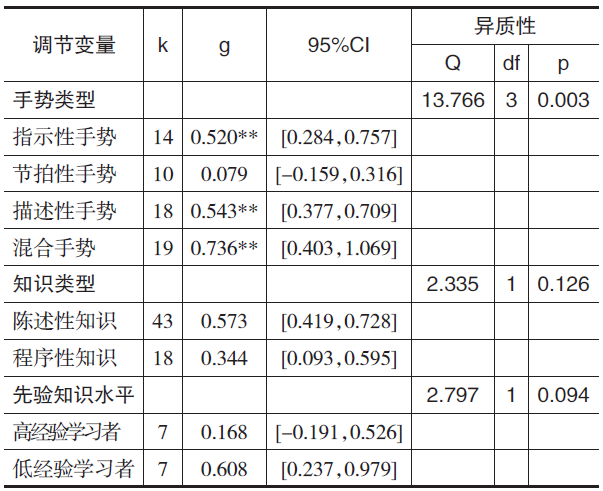 调节变量 k g 95%CI 异质性
Q df p
手势类型 13.766 3 0.003
指示性手势 14 0.520** [0.284,0.757]
节拍性手势 10 0.079 [–0.159,0.316]
描述性手势 18 0.543** [0.377,0.709]
混合手势 19 0.736** [0.403,1.069]
知识类型 2.335 1 0.126
陈述性知识 43 0.573 [0.419,0.728]
程序性知识 18 0.344 [0.093,0.595]
先验知识水平 2.797 1 0.094
高经验学习者 7 0.168 [–0.191,0.526]
低经验学习者 7 0.608 [0.237,0.979]